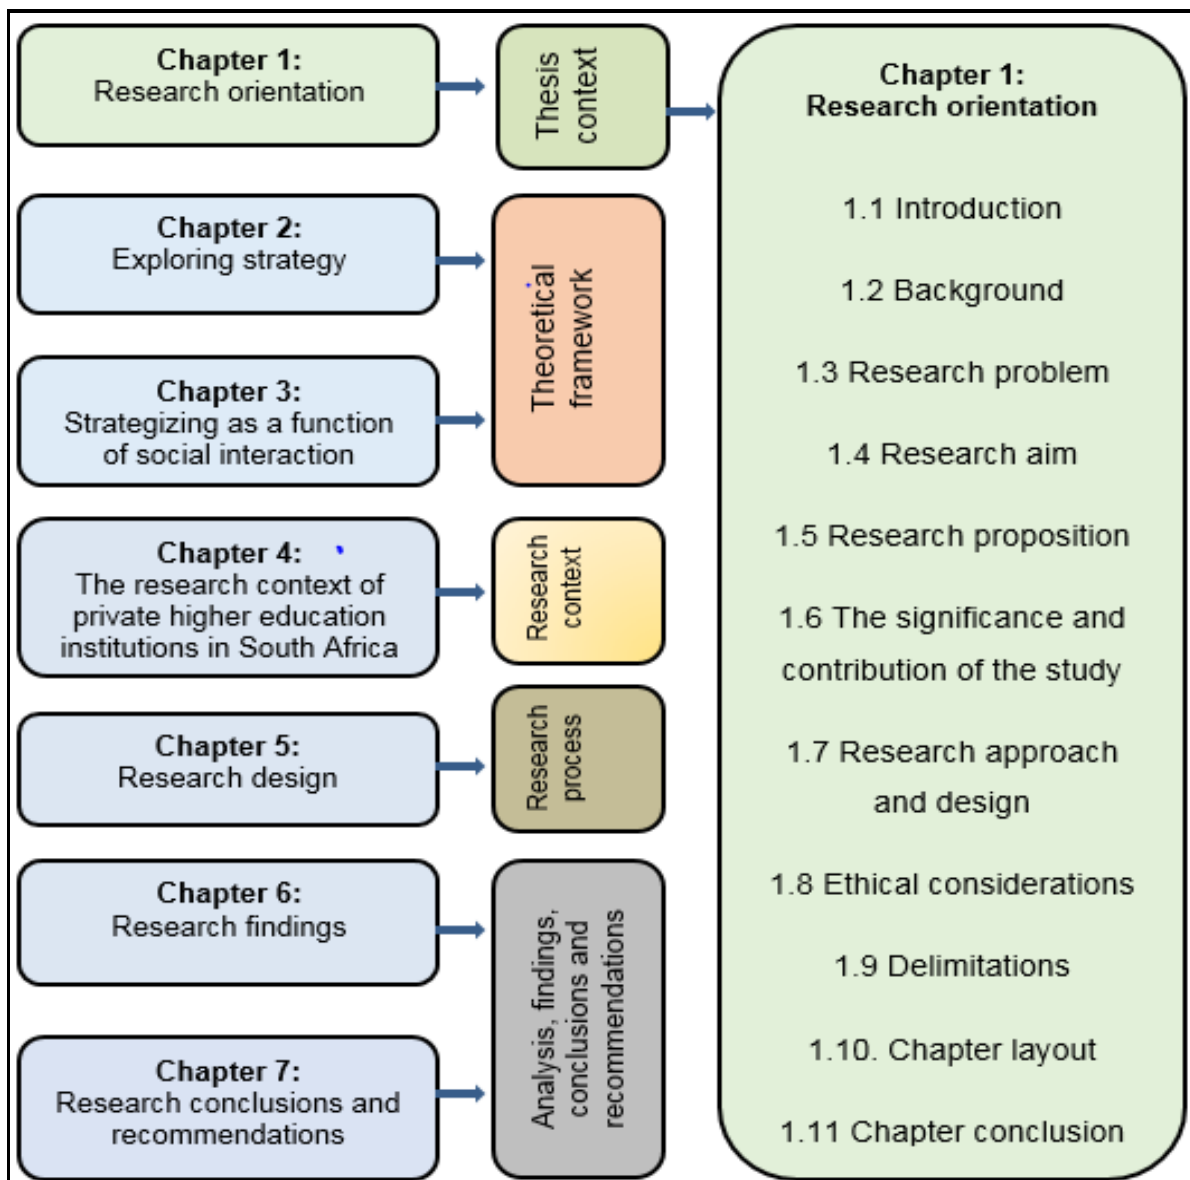 Chapter 1:
Research orientation
Chapter 2:
Exploring strategy
Chapter 3:
Strategizing as a function
of social interaction
Chapter 4:
The research context of
private higher education
institutions in South Africa
Chapter 5:
Research design
Chapter 6:
Research findings
Chapter 7:
Research conclusions and
recommendations
Thesis
context
Theoretical
framework
Research
context
Research
process
Analysis, findings,
conclusions and
recommendations
Chapter 1:
Research orientation
1.1 Introduction
1.2 Background
1.3 Research problem
1.4 Research aim
1.5 Research proposition
1.6 The significance and
contribution of the study
1.7 Research approach
and design
1.8 Ethical considerations
1.9 Delimitations
1.10. Chapter layout
1.11 Chapter conclusion